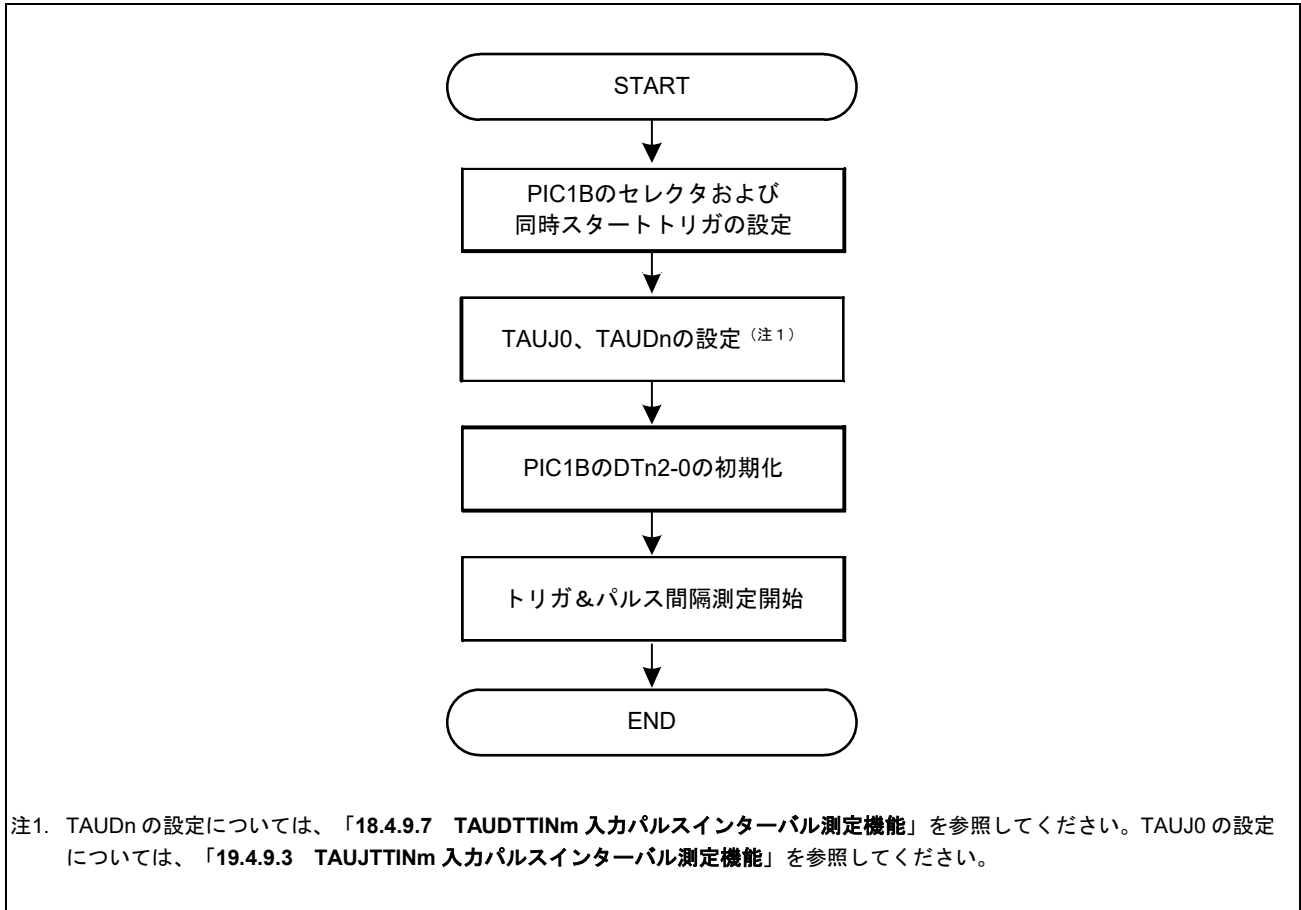 START
PIC1Bのセレクタおよび
同時スタートトリガの設定
TAUJ0、TAUDnの設定（注1）
PIC1BのDTn2-0の初期化
トリガ＆パルス間隔測定開始
END
注1. TAUDn の設定については、「18.4.9.7 TAUDTTINm 入力パルスインターバル測定機能」を参照してください。TAUJ0 の設定
については、「19.4.9.3 TAUJTTINm 入力パルスインターバル測定機能」を参照してください。